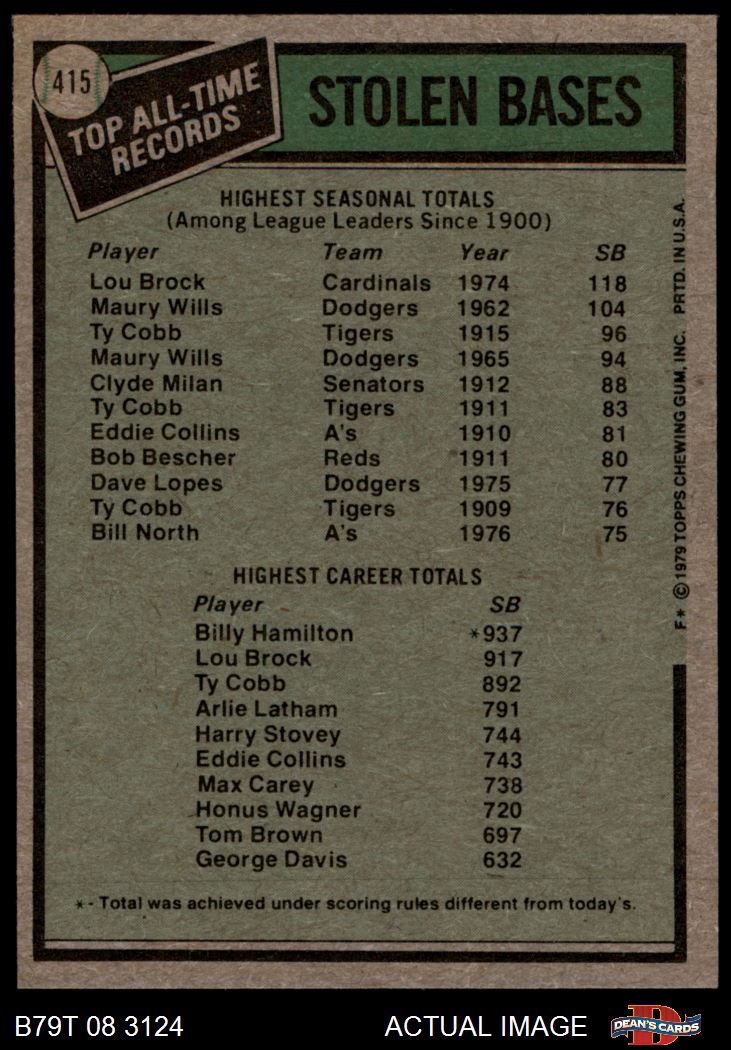 415
TOP ALL-TIME
RECORDS
STOLEN BASES
HIGHEST SEASONAL TOTALS
(Among League Leaders Since 1900)
Player Team Year SB
Lou Brock Cardinals 1974 118
Maury Wills Dodgers 1962 104
Ty Cobb Tigers 1915 96
Maury Wills Dodgers 1965 94
Clyde Milan Senators 1912 88
Ty Cobb Tigers 1911 83
Eddie Collins A's 1910 81
Bob Bescher Reds 1911 80
Dave Lopes Dodgers 1975 77
Ty Cobb Tigers 1909 76
Bill North A's 1976 75
HIGHEST CAREER TOTALS
Player SB
Billy Hamilton *937
Lou Brock 917
Ty Cobb 892
Arlie Latham 791
Harry Stovey 744
Eddie Collins 743
Max Carey 738
Honus Wagner 720
Tom Brown 697
George Davis 632
*- Total was achieved under scoring rules different from today's.
F* © 1979 TOPPS CHEWING GUM, INC. PRTD. IN U.S.A.
B79T 08 3124 ACTUAL IMAGE
D
DEAN'S CARDS